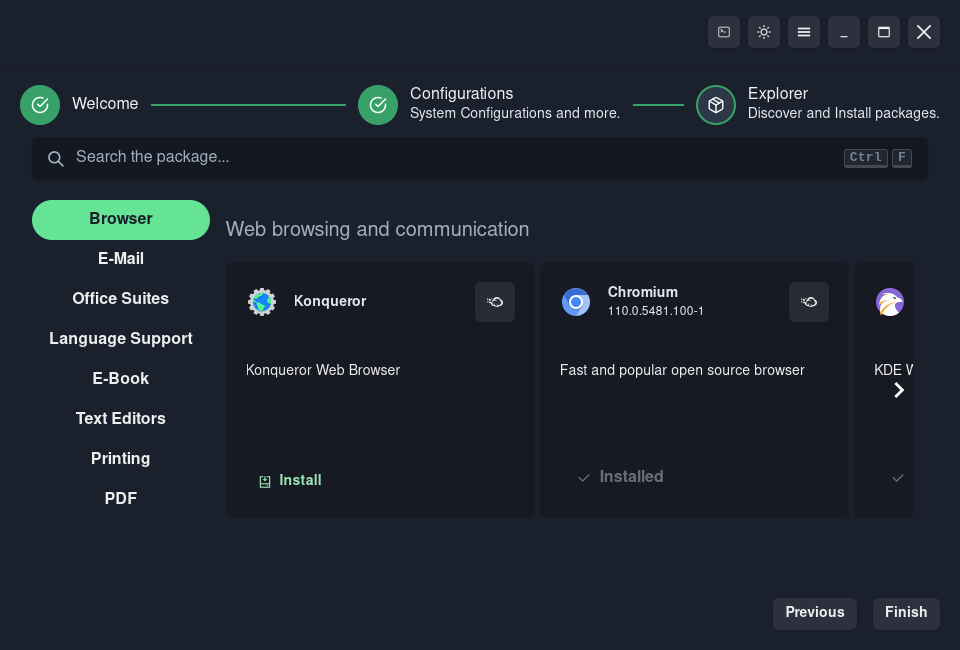 Welcome
Configurations
System Configurations and more.
Explorer
Discover and Install packages.
Search the package...
Ctrl F
Browser
E-Mail
Office Suites
Language Support
E-Book
Text Editors
Printing
PDF
Web browsing and communication
Konqueror
Konqueror Web Browser
Install
Chromium
110.0.5481.100-1
Fast and popular open source browser
Installed
KDE
Previous
Finish